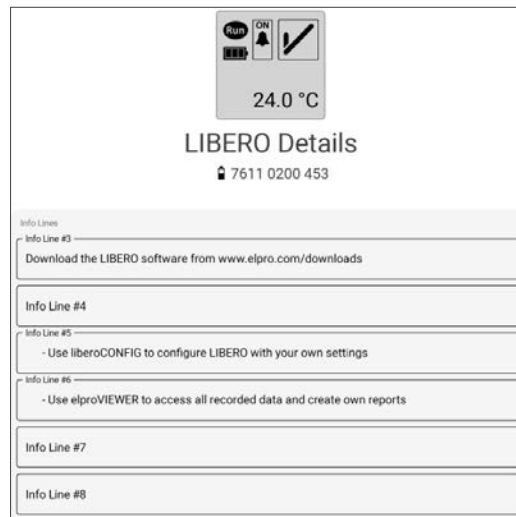 Run
ON
24.0 °C
LIBERO Details
7611 0200 453
Info Lines
Info Line #3
Download the LIBERO software from www.elpro.com/downloads
Info Line #4
Info Line #5
- Use liberoCONFIG to configure LIBERO with your own settings
Info Line #6
- Use elproVIEWER to access all recorded data and create own reports
Info Line #7
Info Line #8